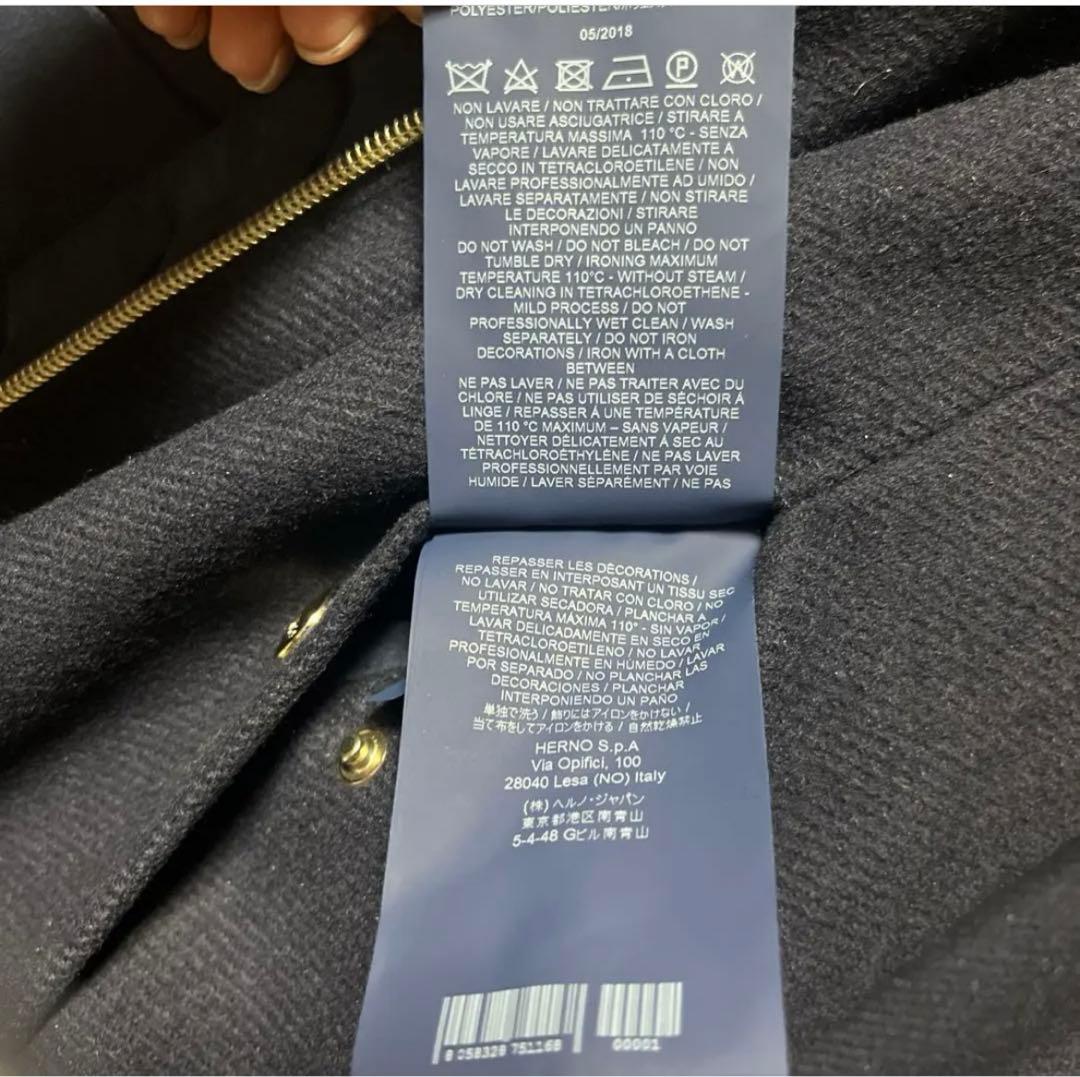 POLYESTER/POLIESTER/
05/2018
NON LAVARE / NON TRATTARE CON CLORO /
NON USARE ASCIUGATRICE / STIRARE A
TEMPERATURA MASSIMA 110 °C - SENZA
VAPORE / LAVARE DELICATAMENTE A
SECCO IN TETRACLOROETILENE / NON
LAVARE PROFESSIONALMENTE AD UMIDO /
LAVARE SEPARATAMENTE / NON STIRARE
LE DECORAZIONI / STIRARE
INTERPONENDO UN PANNO
DO NOT WASH / DO NOT BLEACH / DO NOT
TUMBLE DRY / IRONING MAXIMUM
TEMPERATURE 110°C - WITHOUT STEAM /
DRY CLEANING IN TETRACHLOROETHENE -
MILD PROCESS / DO NOT
PROFESSIONALLY WET CLEAN / WASH
SEPARATELY / DO NOT IRON
DECORATIONS / IRON WITH A CLOTH
BETWEEN
NE PAS LAVER / NE PAS TRAITER AVEC DU
CHLORE / NE PAS UTILISER DE SÉCHOIR À
LINGE / REPASSER À UNE TEMPÉRATURE
DE 110 °C MAXIMUM – SANS VAPEUR /
NETTOYER DÉLICATEMENT À SEC AU
TÉTRACHLOROÉTHYLÈNE / NE PAS LAVER
PROFESSIONNELLEMENT PAR VOIE
HUMIDE / LAVER SÉPARÉMENT / NE PAS
REPASSER LES DÉCORATIONS /
REPASSER EN INTERPOSANT UN TISSU SEC
NO LAVAR / NO TRATAR CON CLORO / NO
UTILIZAR SECADORA / PLANCHAR A
TEMPERATURA MÁXIMA 110° - SIN VAPOR /
LAVAR DELICADAMENTE EN SECO EN
TETRACLOROETILENO / NO LAVAR
PROFESIONALMENTE EN HÚMEDO / LAVAR
POR SEPARADO / NO PLANCHAR LAS
DECORACIONES / PLANCHAR
INTERPONIENDO UN PAÑO
単独で洗う / 飾りにはアイロンをかけない /
当て布をしてアイロンをかける / 自然乾燥禁止
HERNO S.p.A
Via Opifici, 100
28040 Lesa (NO) Italy
(株) ヘルノ・ジャパン
東京都港区南青山
5-4-48 Gビル南青山
8 058328 751168
00001